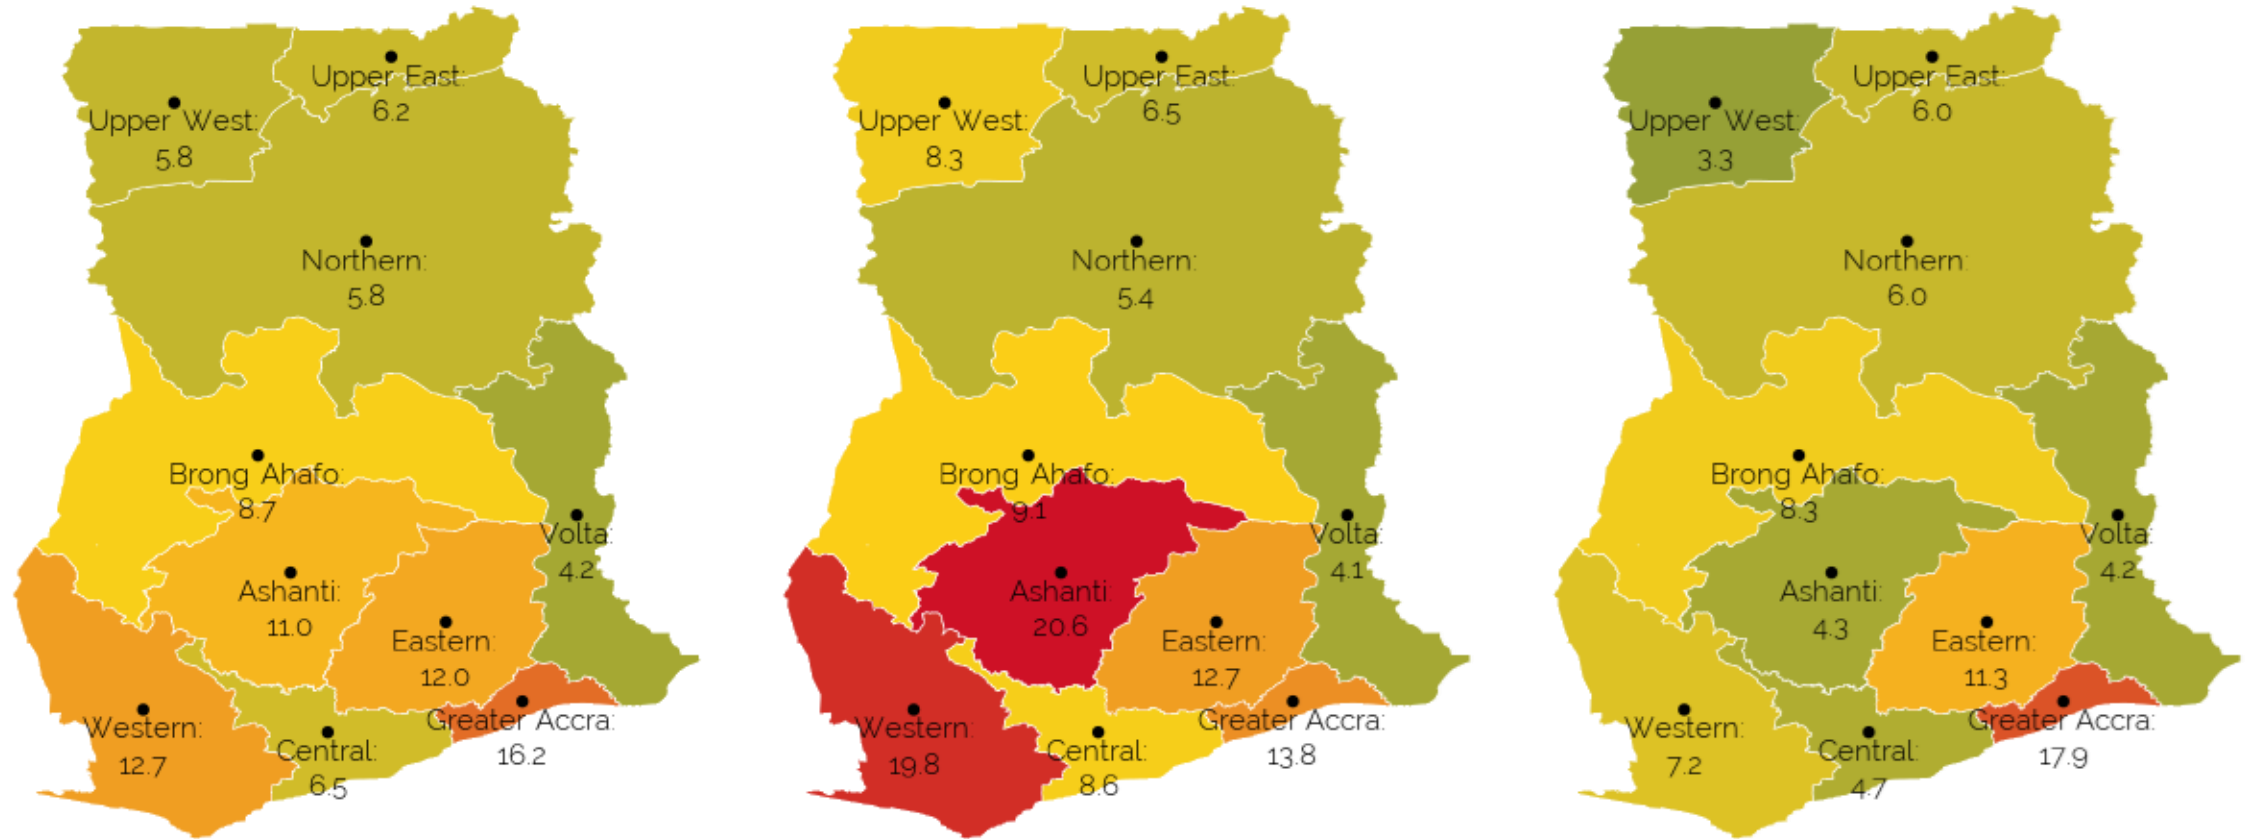 Upper East:
6.2
Upper West:
5.8
Northern:
5.8
Brong Ahafo:
8.7
Volta:
4.2
Ashanti:
11.0
Eastern:
12.0
Western:
12.7
Greater Accra:
16.2
Central:
6.5
Upper East:
6.5
Upper West:
8.3
Northern:
5.4
Brong Ahafo:
9.1
Volta:
4.1
Ashanti:
20.6
Eastern:
12.7
Western:
19.8
Greater Accra:
13.8
Central:
8.6
Upper East:
6.0
Upper West:
3.3
Northern:
6.0
Brong Ahafo:
8.3
Volta:
4.2
Ashanti:
4.3
Eastern:
11.3
Western:
7.2
Greater Accra:
17.9
Central:
4.7